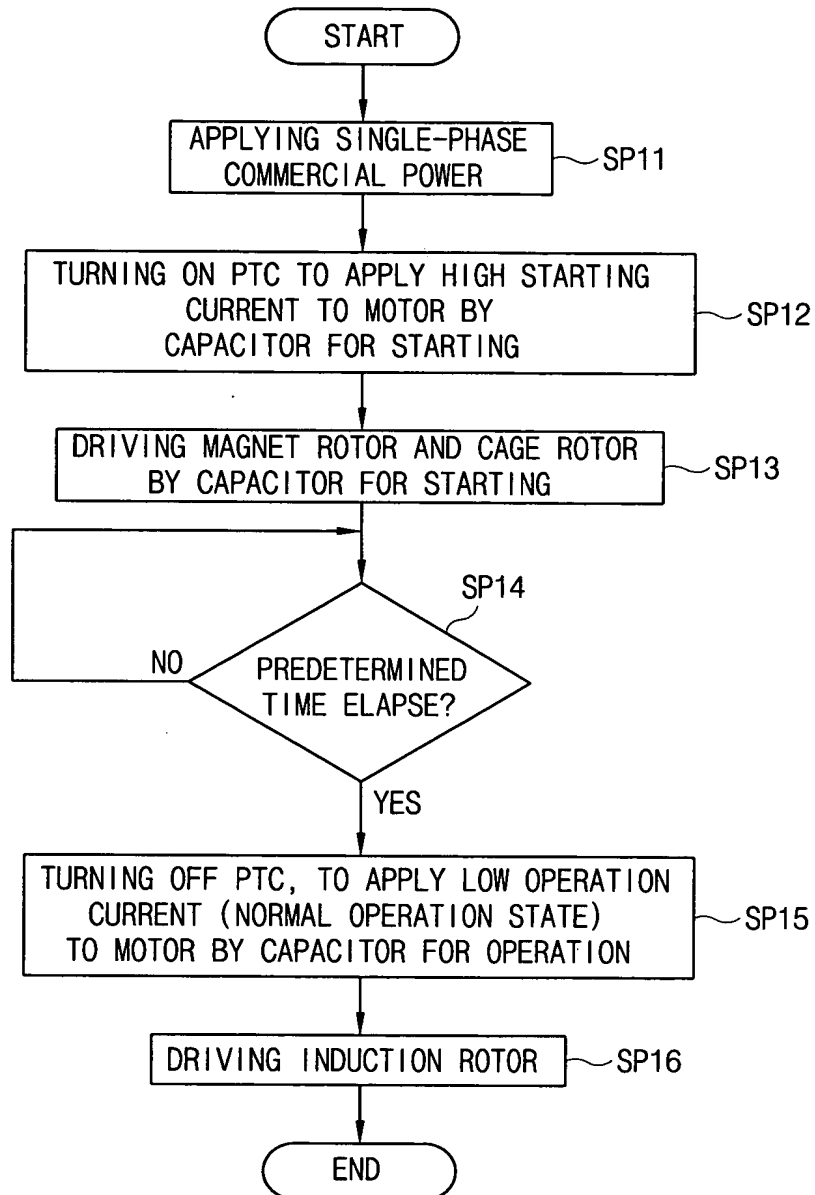 START
APPLYING SINGLE-PHASE
COMMERCIAL POWER
SP11
TURNING ON PTC TO APPLY HIGH STARTING
CURRENT TO MOTOR BY
CAPACITOR FOR STARTING
SP12
DRIVING MAGNET ROTOR AND CAGE ROTOR
BY CAPACITOR FOR STARTING
SP13
SP14
NO
PREDETERMINED
TIME ELAPSE?
YES
TURNING OFF PTC, TO APPLY LOW OPERATION
CURRENT (NORMAL OPERATION STATE)
TO MOTOR BY CAPACITOR FOR OPERATION
SP15
DRIVING INDUCTION ROTOR
SP16
END